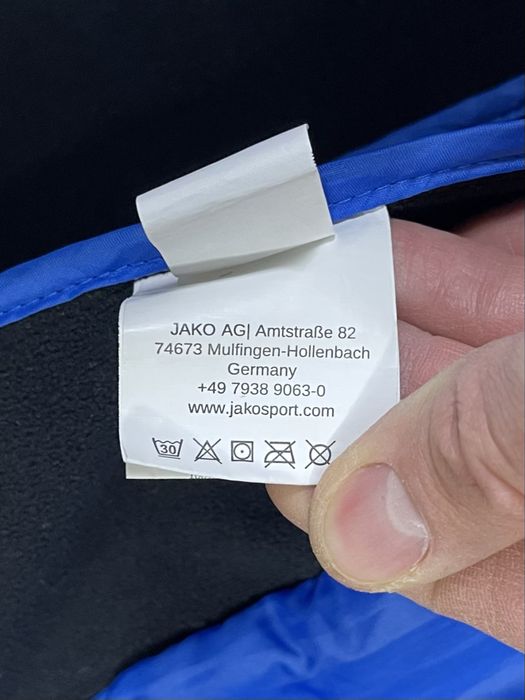 JAKO AG| Amtstraße 82
74673 Mulfingen-Hollenbach
Germany
+49 7938 9063-0
www.jakosport.com
30